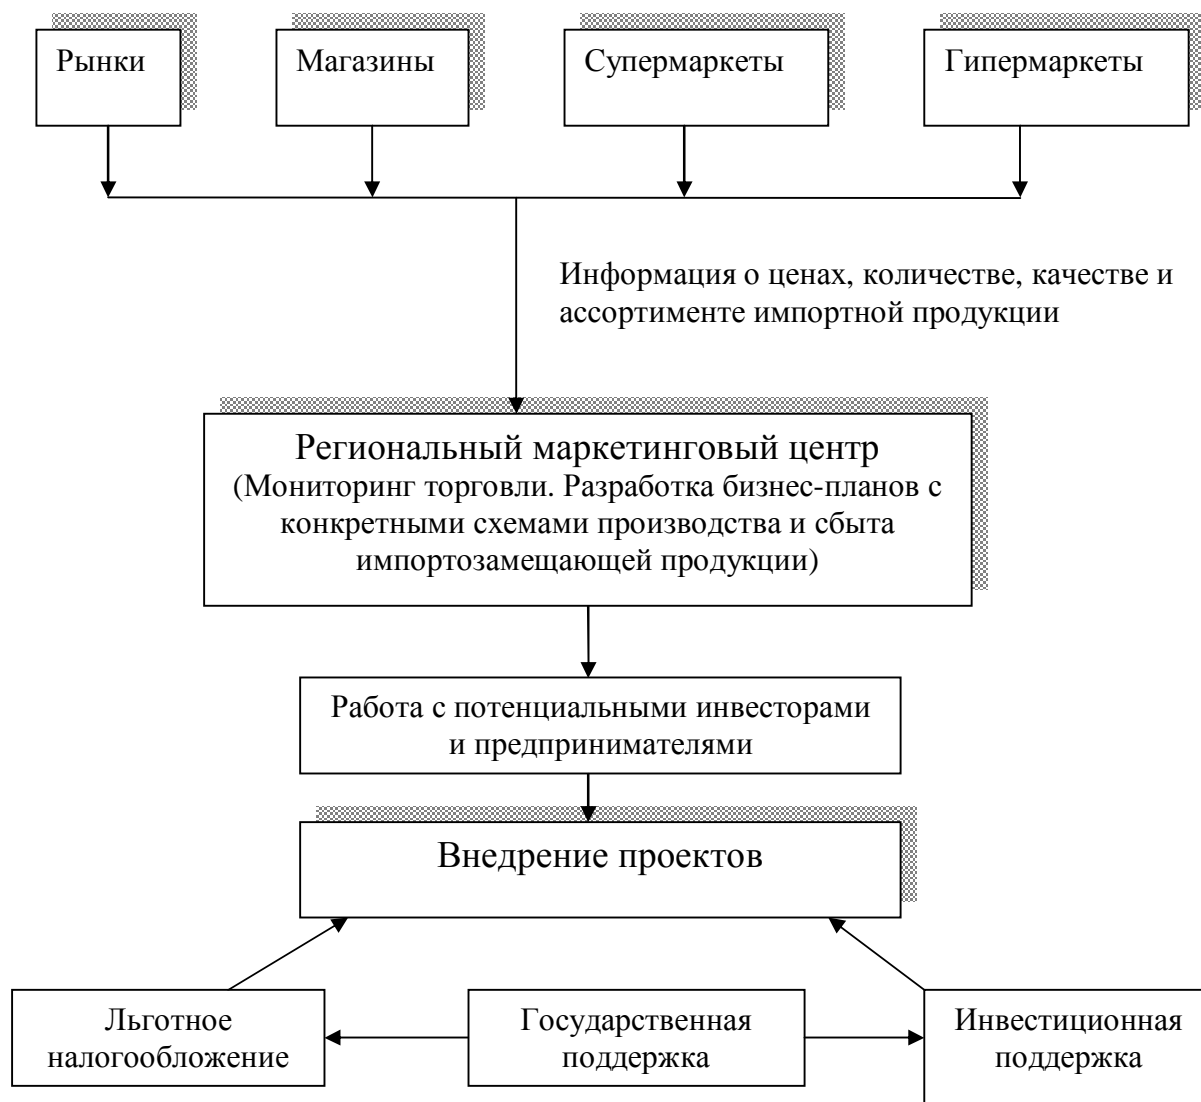 Рынки
Магазины
Супермаркеты
Гипермаркеты
Информация о ценах, количестве, качестве и
ассортименте импортной продукции
Региональный маркетинговый центр
(Мониторинг торговли. Разработка бизнес-планов с
конкретными схемами производства и сбыта
импортозамещающей продукции)
Работа с потенциальными инвесторами
и предпринимателями
Внедрение проектов
Льготное
налогообложение
Государственная
поддержка
Инвестиционная
поддержка